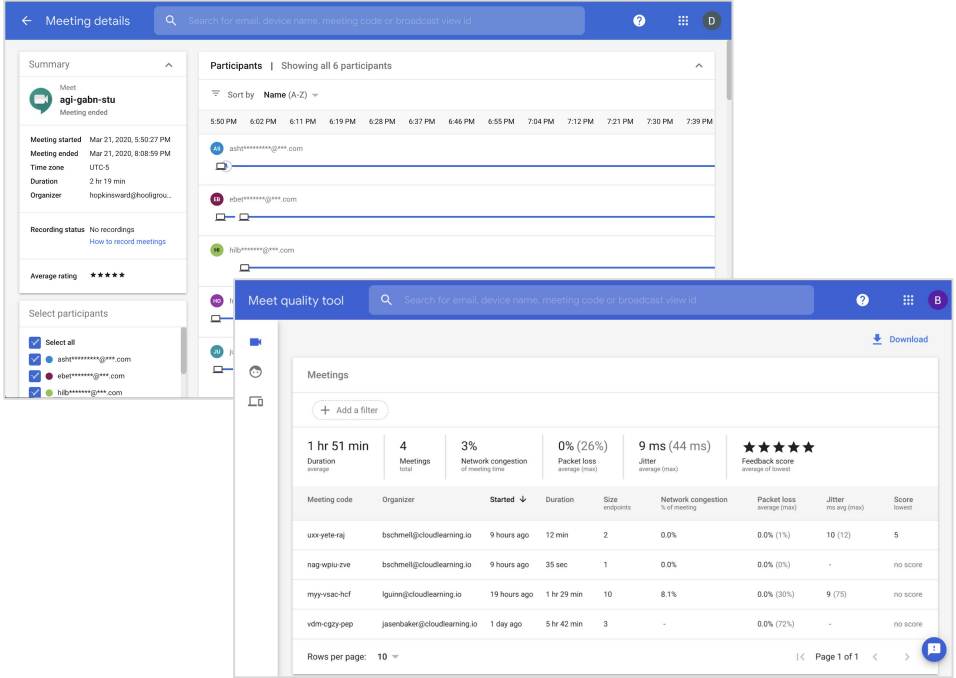 Meeting details
Search for email, device name, meeting code or broadcast view id
D
Summary
Meet
agi-gabn-stu
Meeting ended
Meeting started Mar 21, 2020, 5:50:27 PM
Meeting ended Mar 21, 2020, 8:08:59 PM
Time zone UTC-5
Duration 2 hr 19 min
Organizer hopkinsward@hooligrou...
Recording status No recordings
How to record meetings
Average rating ★★★★★
Select participants
Select all
asht*********@***.com
ebet*******@***.com
hilb*******@***.com
Participants | Showing all 6 participants
Sort by Name (A-Z)
5:50 PM 6:02 PM 6:11 PM 6:19 PM 6:28 PM 6:37 PM 6:46 PM 6:55 PM 7:04 PM 7:12 PM 7:21 PM 7:30 PM 7:39 PM
AS asht*********@***.com
EB ebet*******@***.com
HI hilb*******@***.com
HO h
JU ju
Meet quality tool
Search for email, device name, meeting code or broadcast view id
B
Download
Meetings
+ Add a filter
1 hr 51 min 4 3% 0% (26%) 9 ms (44 ms) ★★★★★
Duration Meetings Network congestion Packet loss Jitter Feedback score
average total of meeting time average (max) average (max) average of lowest
Meeting code Organizer Started Duration Size Network congestion Packet loss Jitter Score
endpoints % of meeting average (max) ms avg (max) lowest
uxx-yete-raj bschmell@cloudlearning.io 9 hours ago 12 min 2 0.0% 0.0% (1%) 10 (12) 5
nag-wpiu-zve bschmell@cloudlearning.io 9 hours ago 35 sec 1 0.0% 0.0% (0%) - no score
myy-vsac-hcf lguinn@cloudlearning.io 19 hours ago 1 hr 29 min 10 8.1% 0.0% (30%) 9 (75) no score
vdm-cgzy-pep jasenbaker@cloudlearning.io 1 day ago 5 hr 42 min 3 - 0.0% (72%) - no score
Rows per page: 10 Page 1 of 1